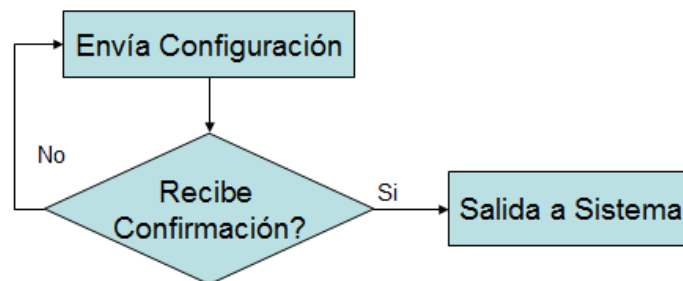 Envía Configuración
No
Recibe
Confirmación?
Si
Salida a Sistema